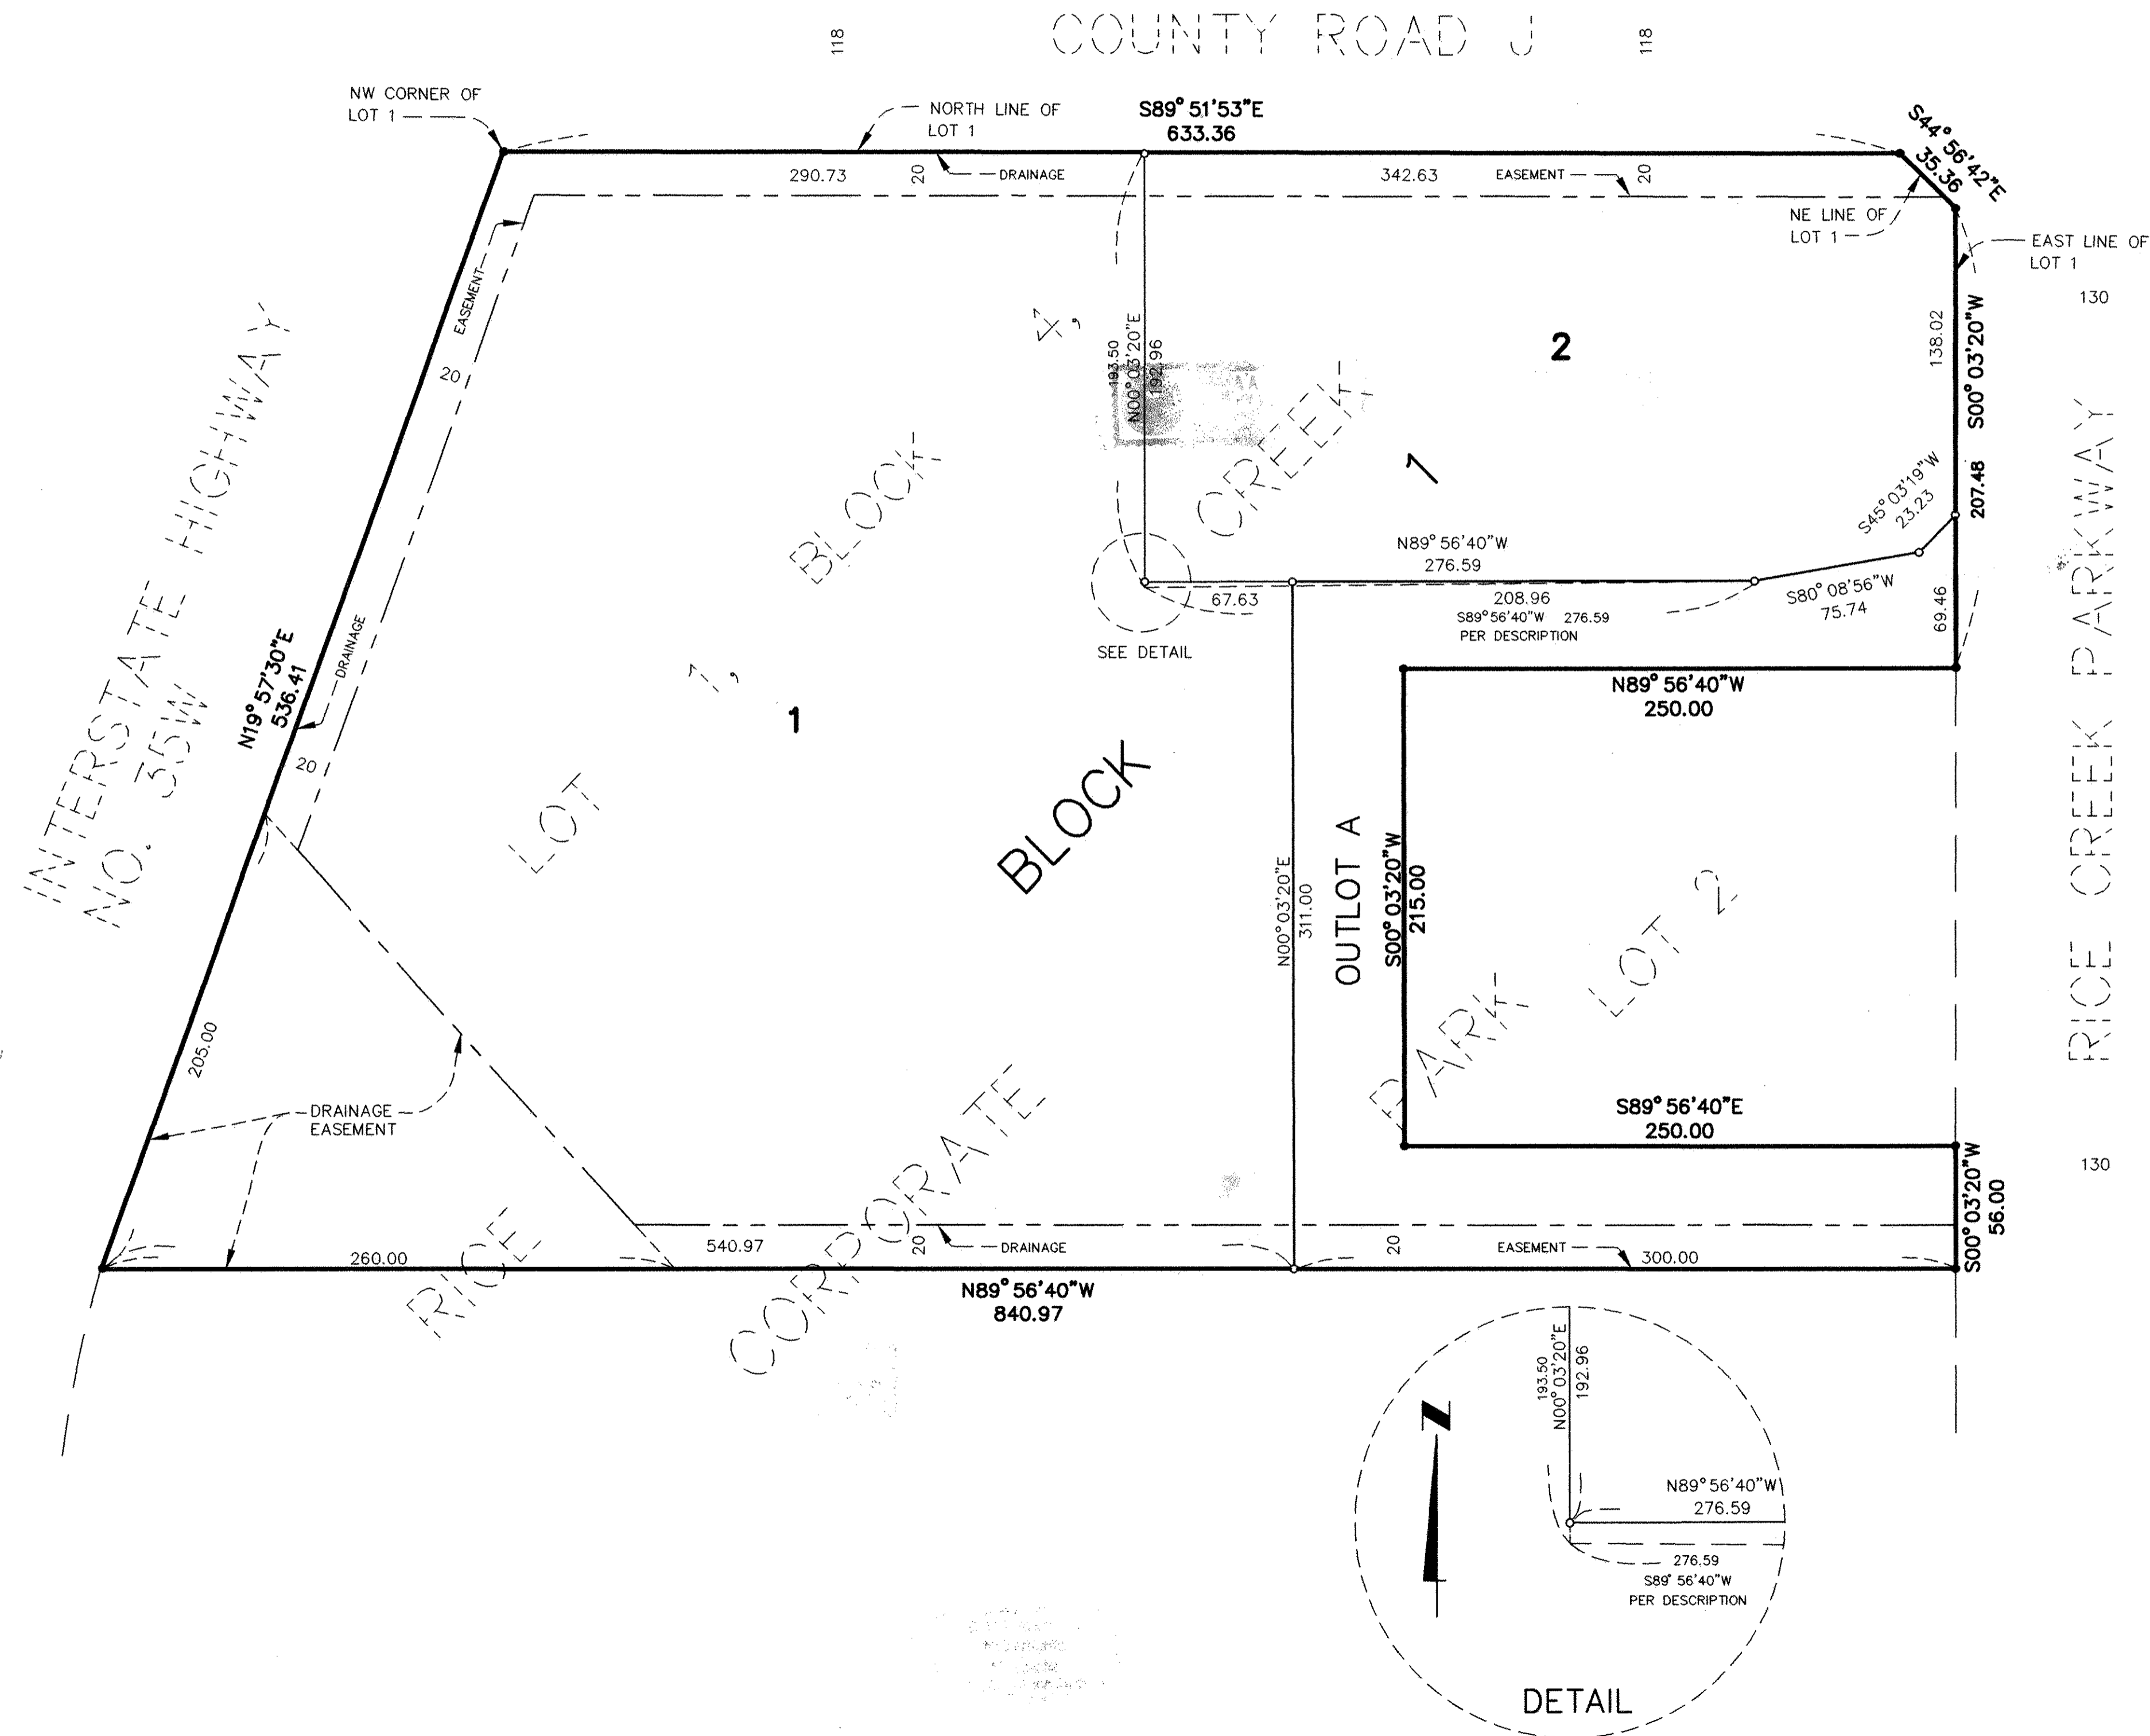 COUNTY ROAD J
118
118
NW CORNER OF
LOT 1
NORTH LINE OF
LOT 1
S89°51'53"E
633.36
S44°56'42"E
35.36
290.73
20
DRAINAGE
342.63
EASEMENT
20
NE LINE OF
LOT 1
EAST LINE OF
LOT 1
130
EASEMENT
20
193.50
N00°03'20"E
192.96
4,
2
138.02
S00°03'20"W
207.48
INTERSTATE HIGHWAY
NO. 35W
BLOCK
CREEK
1
S45°03'19"W
23.23
RICE CREEK PARKWAY
N89°56'40"W
276.59
67.63
208.96
S89°56'40"W 276.59
PER DESCRIPTION
S80°08'56"W
75.74
69.46
SEE DETAIL
N19°57'30"E
536.41
DRAINAGE
20
1,
1
N89°56'40"W
250.00
LOT
BLOCK
N00°03'20"E
311.00
OUTLOT A
S00°03'20"W
215.00
LOT 2
PARK
205.00
DRAINAGE
EASEMENT
S89°56'40"E
250.00
130
S00°03'20"W
56.00
RICE
CORPORATE
260.00
540.97
20
DRAINAGE
20
EASEMENT
300.00
N89°56'40"W
840.97
193.50
N00°03'20"E
192.96
N
N89°56'40"W
276.59
276.59
S89°56'40"W
PER DESCRIPTION
DETAIL